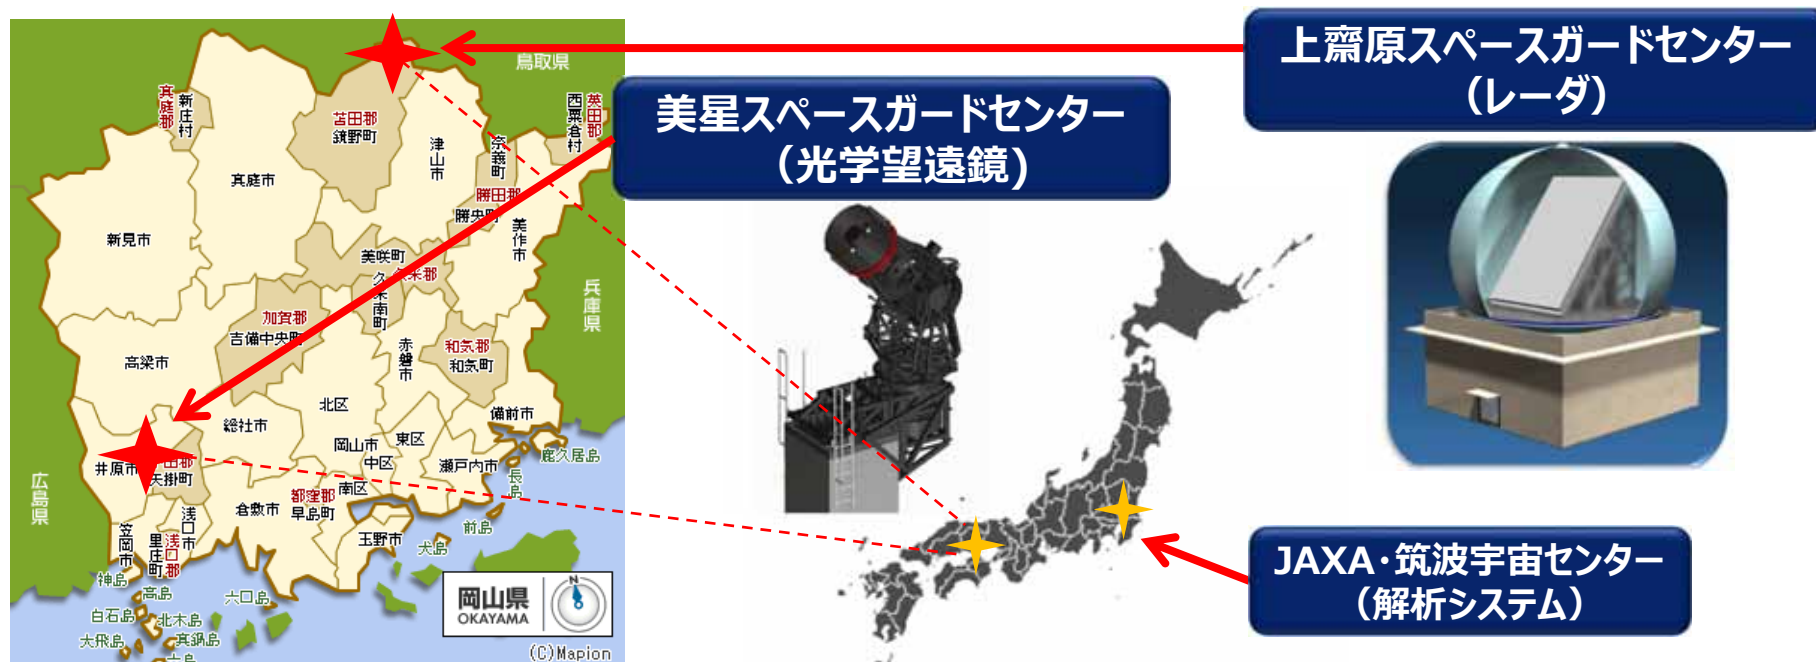 上齋原スペースガードセンター
（レーダ）
美星スペースガードセンター
（光学望遠鏡)
JAXA・筑波宇宙センター
（解析システム）
鳥取県
真庭郡
新庄村
苫田郡
鏡野町
英田郡
西粟倉村
津山市
奈義町
真庭市
勝田郡
勝央町
美作市
新見市
美咲町
久米郡
久米南町
兵庫県
加賀郡
吉備中央町
赤磐市
和気郡
和気町
高梁市
北区
備前市
総社市
岡山市
東区
中区
瀬戸内市
鹿久居島
長島
井原市
田郡
矢掛町
南区
都窪郡
早島町
倉敷市
広島県
浅口市
笠岡市
里庄町
浅口郡
玉野市
前島
犬島
神島
高島
六口島
白石島
北木島
真鍋島
大飛島
岡山県
OKAYAMA
N
(C)Mapion